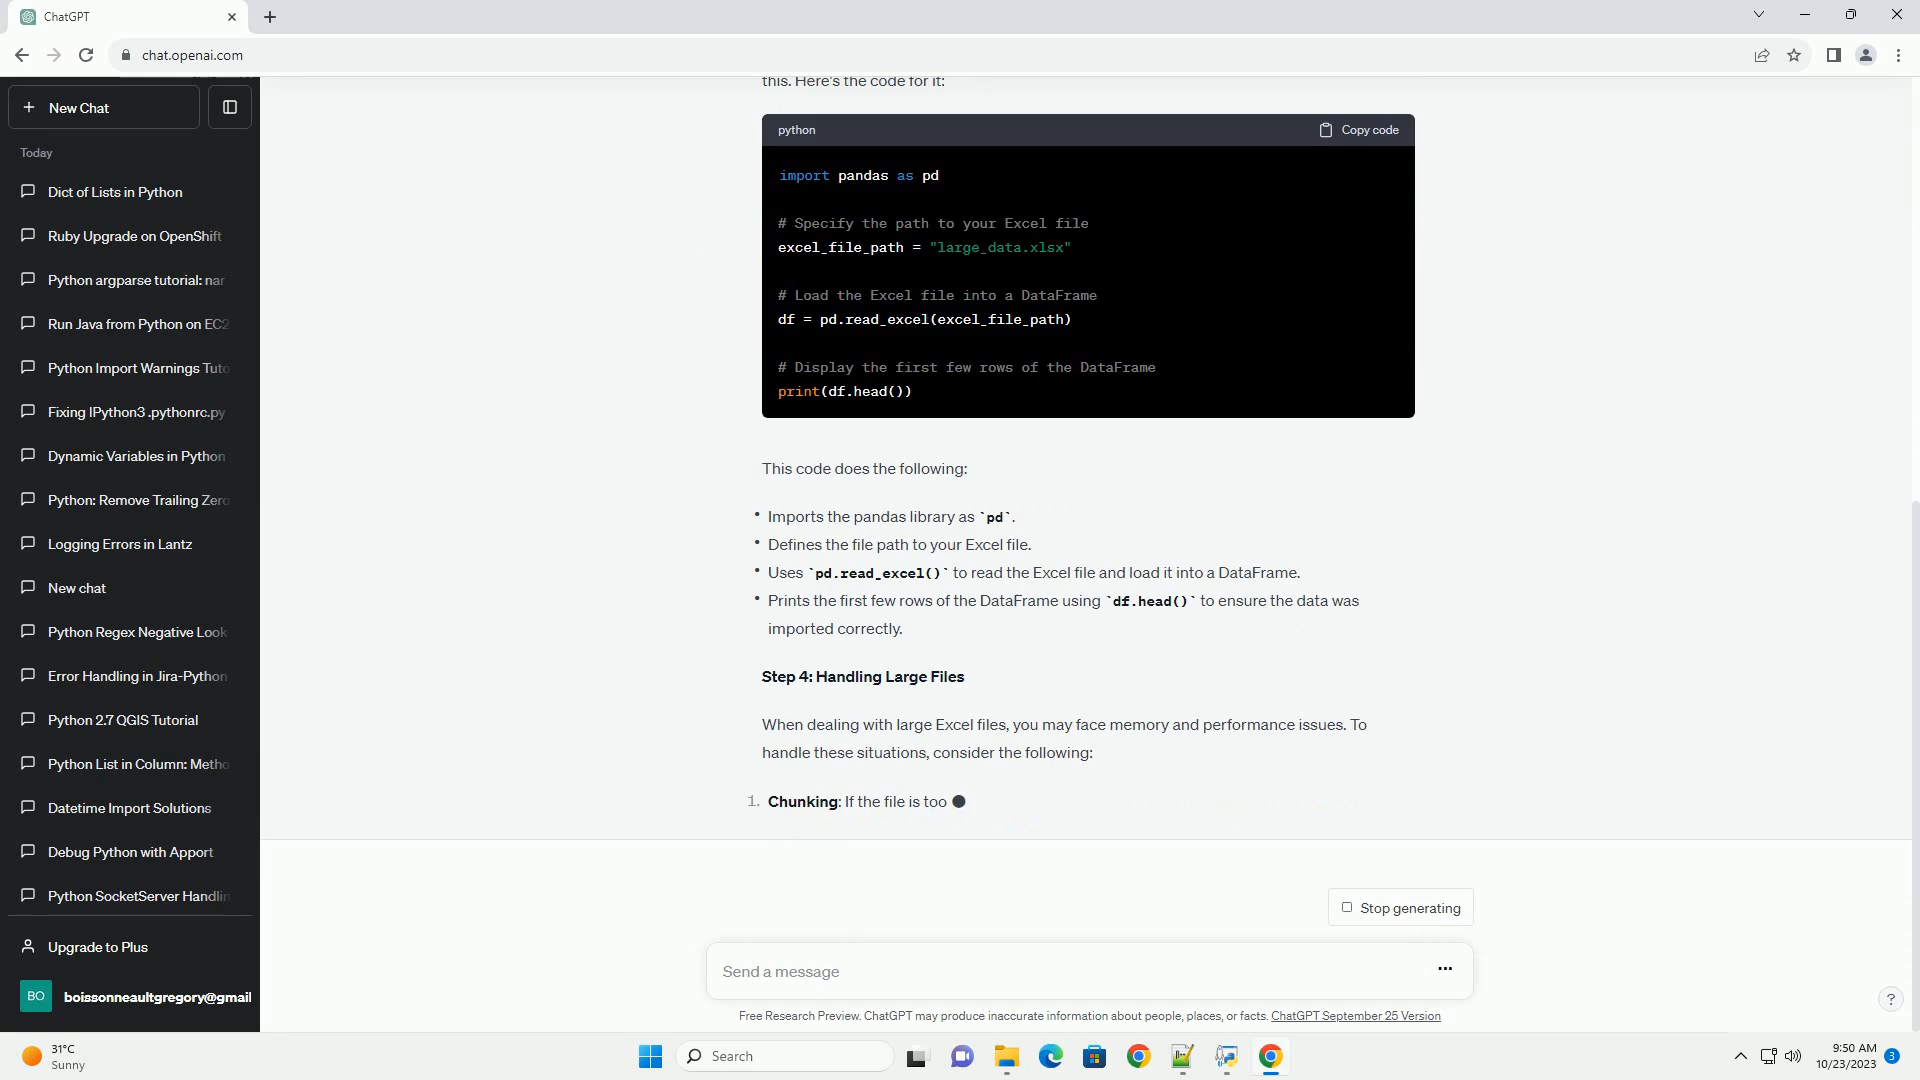 ChatGPT
chat.openai.com
New Chat
Today
Dict of Lists in Python
Ruby Upgrade on OpenShift
Python argparse tutorial: nar
Run Java from Python on EC2
Python Import Warnings Tuto
Fixing IPython3 .pythonrc.py
Dynamic Variables in Python
Python: Remove Trailing Zero
Logging Errors in Lantz
New chat
Python Regex Negative Look
Error Handling in Jira-Python
Python 2.7 QGIS Tutorial
Python List in Column: Metho
Datetime Import Solutions
Debug Python with Apport
Python SocketServer Handlin
Upgrade to Plus
BO boissonneaultgregory@gmail
this. Here's the code for it:
python Copy code
import pandas as pd
# Specify the path to your Excel file
excel_file_path = "large_data.xlsx"
# Load the Excel file into a DataFrame
df = pd.read_excel(excel_file_path)
# Display the first few rows of the DataFrame
print(df.head())
This code does the following:
• Imports the pandas library as `pd`.
• Defines the file path to your Excel file.
• Uses `pd.read_excel()` to read the Excel file and load it into a DataFrame.
• Prints the first few rows of the DataFrame using `df.head()` to ensure the data was
imported correctly.
Step 4: Handling Large Files
When dealing with large Excel files, you may face memory and performance issues. To
handle these situations, consider the following:
1. Chunking: If the file is too
Stop generating
Send a message
Free Research Preview. ChatGPT may produce inaccurate information about people, places, or facts. ChatGPT September 25 Version
?
31°C
Sunny
Search
9:50 AM
10/23/2023
3